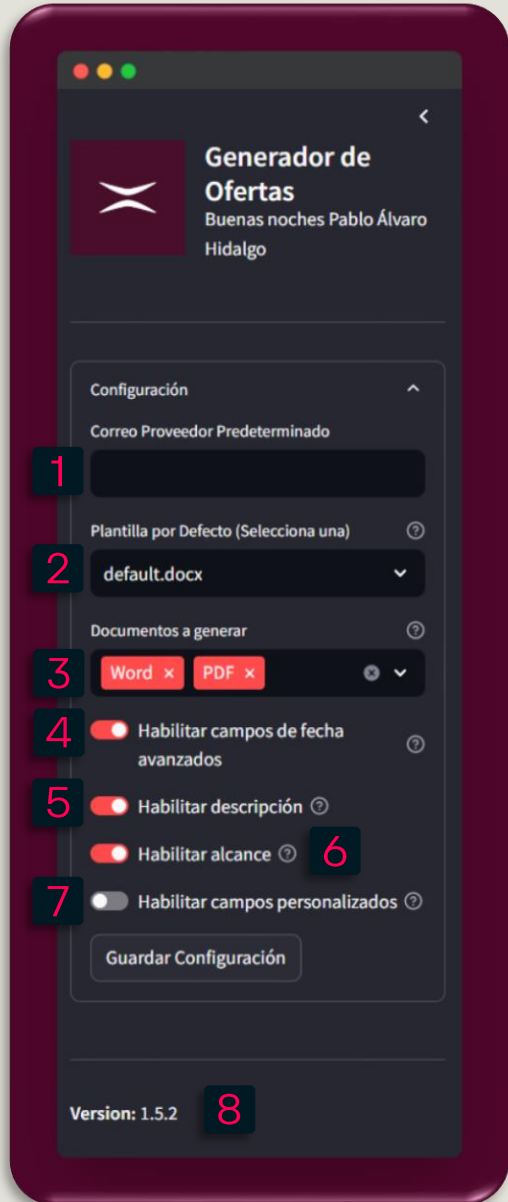 Generador de
Ofertas
Buenas noches Pablo Álvaro
Hidalgo
Configuración
Correo Proveedor Predeterminado
1
Plantilla por Defecto (Selecciona una)
2 default.docx
Documentos a generar
3 Word × PDF ×
4 Habilitar campos de fecha
avanzados
5 Habilitar descripción
Habilitar alcance 6
7 Habilitar campos personalizados
Guardar Configuración
Version: 1.5.2 8